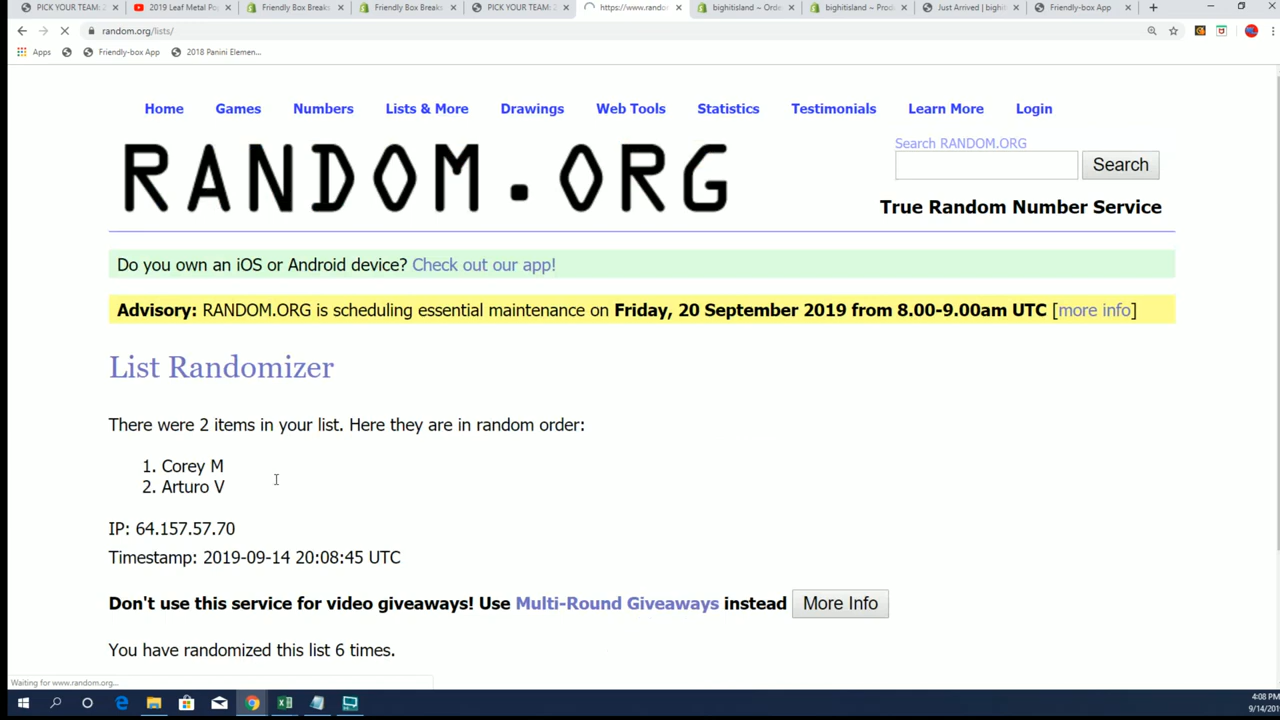 PICK YOUR TEAM: 2
2019 Leaf Metal Po
Friendly Box Breaks
Friendly Box Breaks
PICK YOUR TEAM: 2
https://www.rando
bighitisland ~ Orde
bighitisland ~ Prod
Just Arrived | bighit
Friendly-box App
random.org/lists/
Apps
Friendly-box App
2018 Panini Elemen...
Home
Games
Numbers
Lists & More
Drawings
Web Tools
Statistics
Testimonials
Learn More
Login
RANDOM.ORG
Search RANDOM.ORG
Search
True Random Number Service
Do you own an iOS or Android device? Check out our app!
Advisory: RANDOM.ORG is scheduling essential maintenance on Friday, 20 September 2019 from 8.00-9.00am UTC [more info]
List Randomizer
There were 2 items in your list. Here they are in random order:
1. Corey M
2. Arturo V
IP: 64.157.57.70
Timestamp: 2019-09-14 20:08:45 UTC
Don't use this service for video giveaways! Use Multi-Round Giveaways instead
More Info
You have randomized this list 6 times.
Waiting for www.random.org...
4:08 PM
9/14/2019